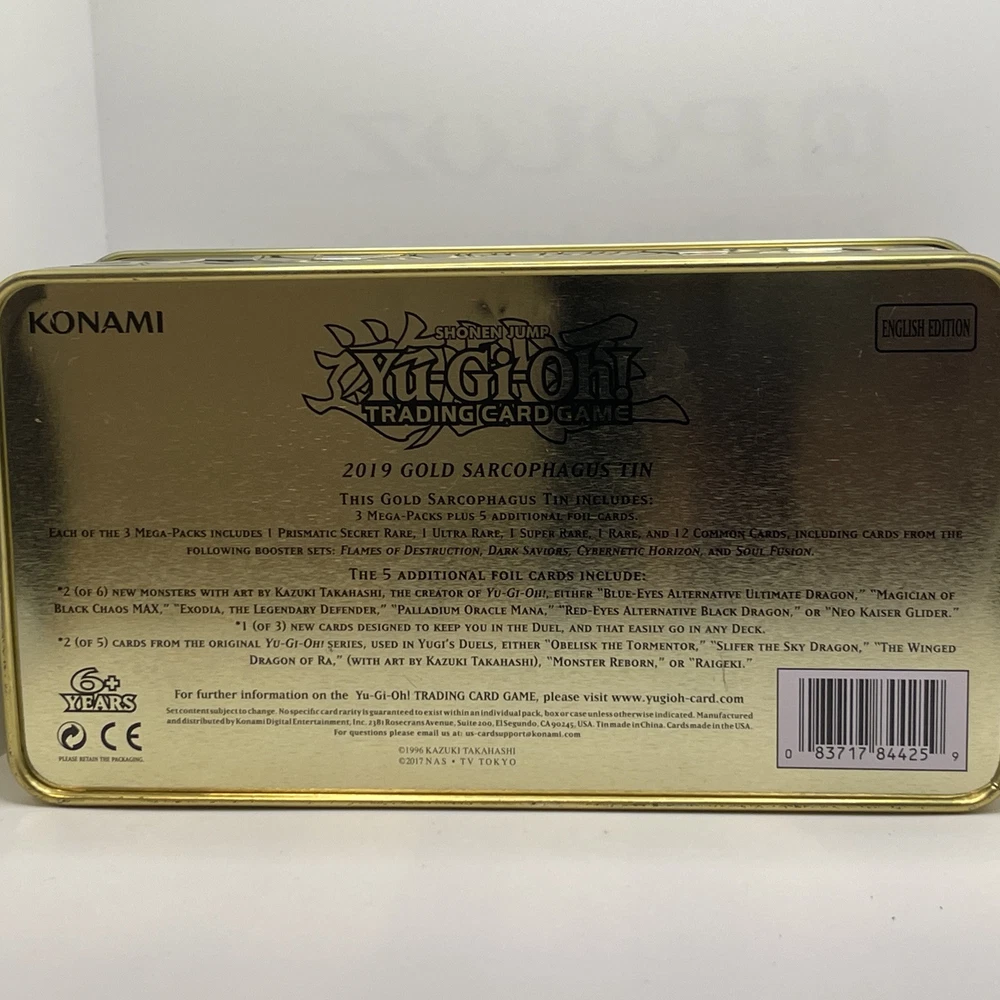 KONAMI
ENGLISH EDITION
SHONEN JUMP
Yu-Gi-Oh!
TRADING CARD GAME
2019 GOLD SARCOPHAGUS TIN
THIS GOLD SARCOPHAGUS TIN INCLUDES:
3 MEGA-PACKS PLUS 5 ADDITIONAL FOIL CARDS.
EACH OF THE 3 MEGA-PACKS INCLUDES 1 PRISMATIC SECRET RARE, 1 ULTRA RARE, 1 SUPER RARE, 1 RARE, AND 12 COMMON CARDS, INCLUDING CARDS FROM THE
FOLLOWING BOOSTER SETS: FLAMES OF DESTRUCTION, DARK SAVIORS, CYBERNETIC HORIZON, AND SOUL FUSION.
THE 5 ADDITIONAL FOIL CARDS INCLUDE:
*2 (OF 6) NEW MONSTERS WITH ART BY KAZUKI TAKAHASHI, THE CREATOR OF YU-GI-OH!, EITHER "BLUE-EYES ALTERNATIVE ULTIMATE DRAGON," "MAGICIAN OF
BLACK CHAOS MAX," "EXODIA, THE LEGENDARY DEFENDER," "PALLADIUM ORACLE MANA," "RED-EYES ALTERNATIVE BLACK DRAGON," OR "NEO KAISER GLIDER."
*1 (OF 3) NEW CARDS DESIGNED TO KEEP YOU IN THE DUEL, AND THAT EASILY GO IN ANY DECK.
*2 (OF 5) CARDS FROM THE ORIGINAL YU-GI-OH! SERIES, USED IN YUGI'S DUELS, EITHER "OBELISK THE TORMENTOR," "SLIFER THE SKY DRAGON," "THE WINGED
DRAGON OF RA," (WITH ART BY KAZUKI TAKAHASHI), "MONSTER REBORN," OR "RAIGEKI."
6+
YEARS
CE
PLEASE RETAIN THE PACKAGING.
For further information on the Yu-Gi-Oh! TRADING CARD GAME, please visit www.yugioh-card.com
Set content subject to change. No specific card rarity is guaranteed to exist within an individual pack, box or case unless otherwise indicated. Manufactured
and distributed by Konami Digital Entertainment, Inc. 2381 Rosecrans Avenue, Suite 200, El Segundo, CA 90245, USA. Tin made in China. Cards made in the USA.
For questions please email us at: us-cardsupport@konami.com
©1996 KAZUKI TAKAHASHI
©2017 NAS • TV TOKYO
0 83717 84425 9